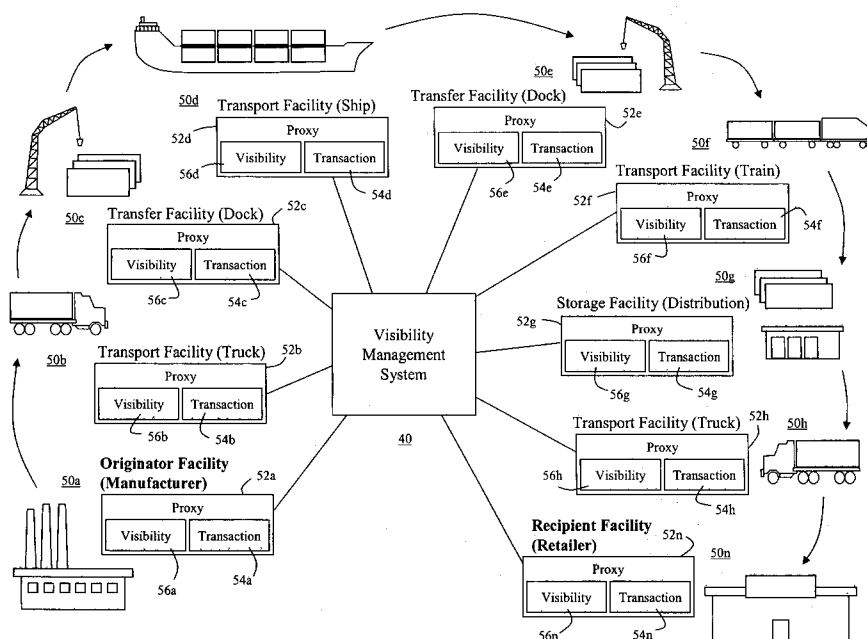 50d
Transport Facility (Ship)
52d
Proxy
Visibility
Transaction
56d
54d
50e
Transfer Facility (Dock)
52e
Proxy
Visibility
Transaction
56e
54e
50f
Transport Facility (Train)
52f
Proxy
Visibility
Transaction
56f
54f
50c
Transfer Facility (Dock)
52c
Proxy
Visibility
Transaction
56c
54c
50g
Storage Facility (Distribution)
52g
Proxy
Visibility
Transaction
56g
54g
Visibility
Management
System
40
50b
Transport Facility (Truck)
52b
Proxy
Visibility
Transaction
56b
54b
50h
Transport Facility (Truck)
52h
Proxy
56h
Visibility
Transaction
54h
50a
Originator Facility
(Manufacturer)
52a
Proxy
Visibility
Transaction
56a
54a
Recipient Facility
(Retailer)
52n
50n
Proxy
Visibility
Transaction
56n
54n